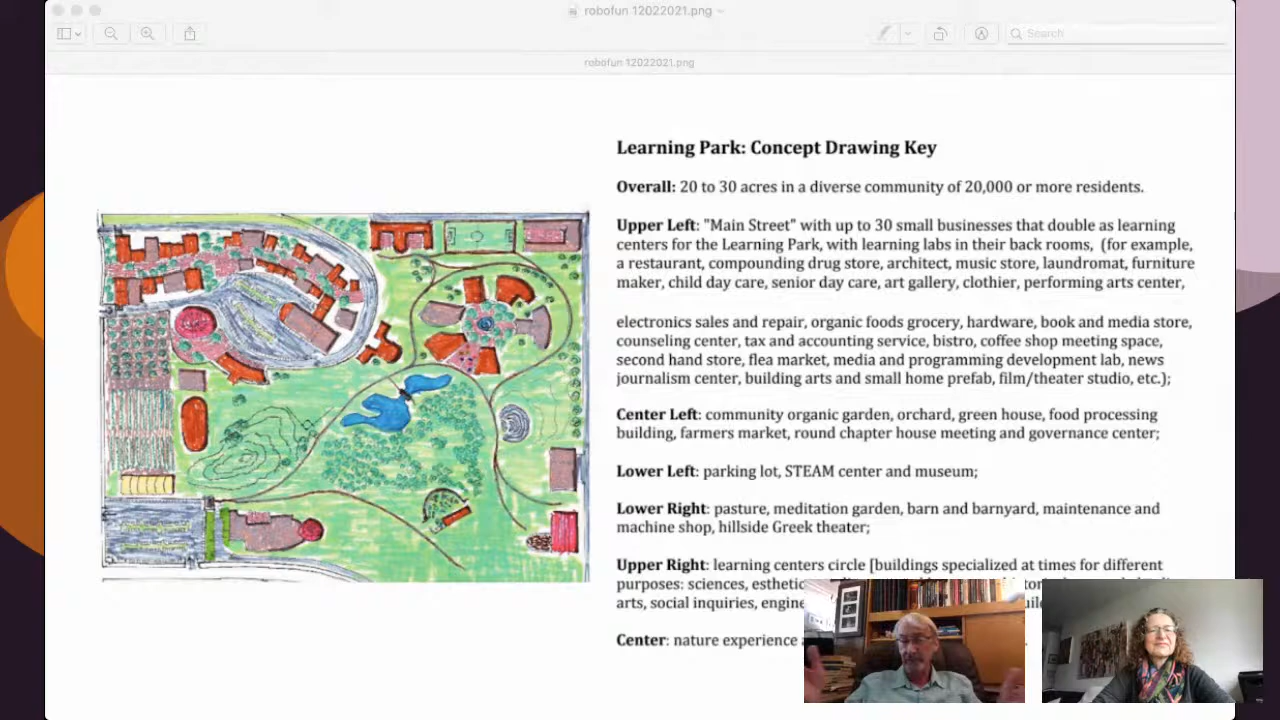 robofun 12022021.png
Search
robofun 12022021.png
Learning Park: Concept Drawing Key
Overall: 20 to 30 acres in a diverse community of 20,000 or more residents.
Upper Left: "Main Street" with up to 30 small businesses that double as learning
centers for the Learning Park, with learning labs in their back rooms, (for example,
a restaurant, compounding drug store, architect, music store, laundromat, furniture
maker, child day care, senior day care, art gallery, clothier, performing arts center,
electronics sales and repair, organic foods grocery, hardware, book and media store,
counseling center, tax and accounting service, bistro, coffee shop meeting space,
second hand store, flea market, media and programming development lab, news
journalism center, building arts and small home prefab, film/theater studio, etc.);
Center Left: community organic garden, orchard, green house, food processing
building, farmers market, round chapter house meeting and governance center;
Lower Left: parking lot, STEAM center and museum;
Lower Right: pasture, meditation garden, barn and barnyard, maintenance and
machine shop, hillside Greek theater;
Upper Right: learning centers circle [buildings specialized at times for different
purposes: sciences,
arts, social inquiries,
Center: nature experience